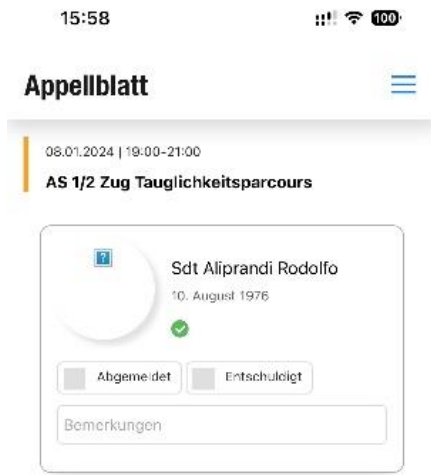 15:58
100
Appellblatt
08.01.2024 | 19:00-21:00
AS 1/2 Zug Tauglichkeitsparcours
?
Sdt Aliprandi Rodolfo
10. August 1976
Abgemeldet Entschuldigt
Bemerkungen